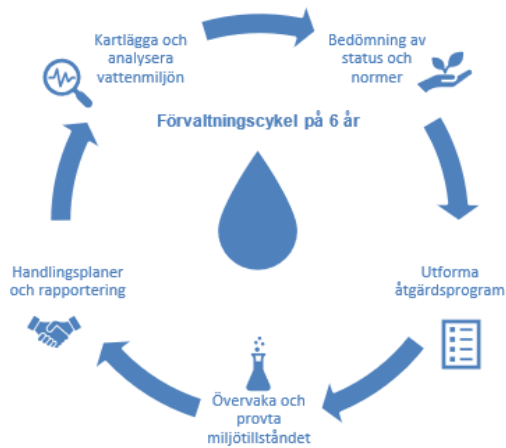 Kartlägga och
analysera
vattenmiljön
Bedömning av
status och
normer
Förvaltningscykel på 6 år
Utforma
åtgärdsprogram
Övervaka och
provta
miljötillståndet
Handlingsplaner
och rapportering